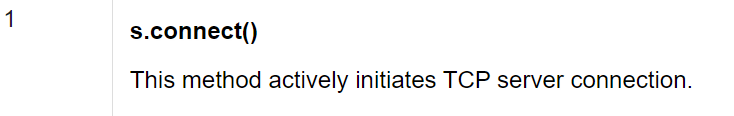 1
s.connect()
This method actively initiates TCP server connection.